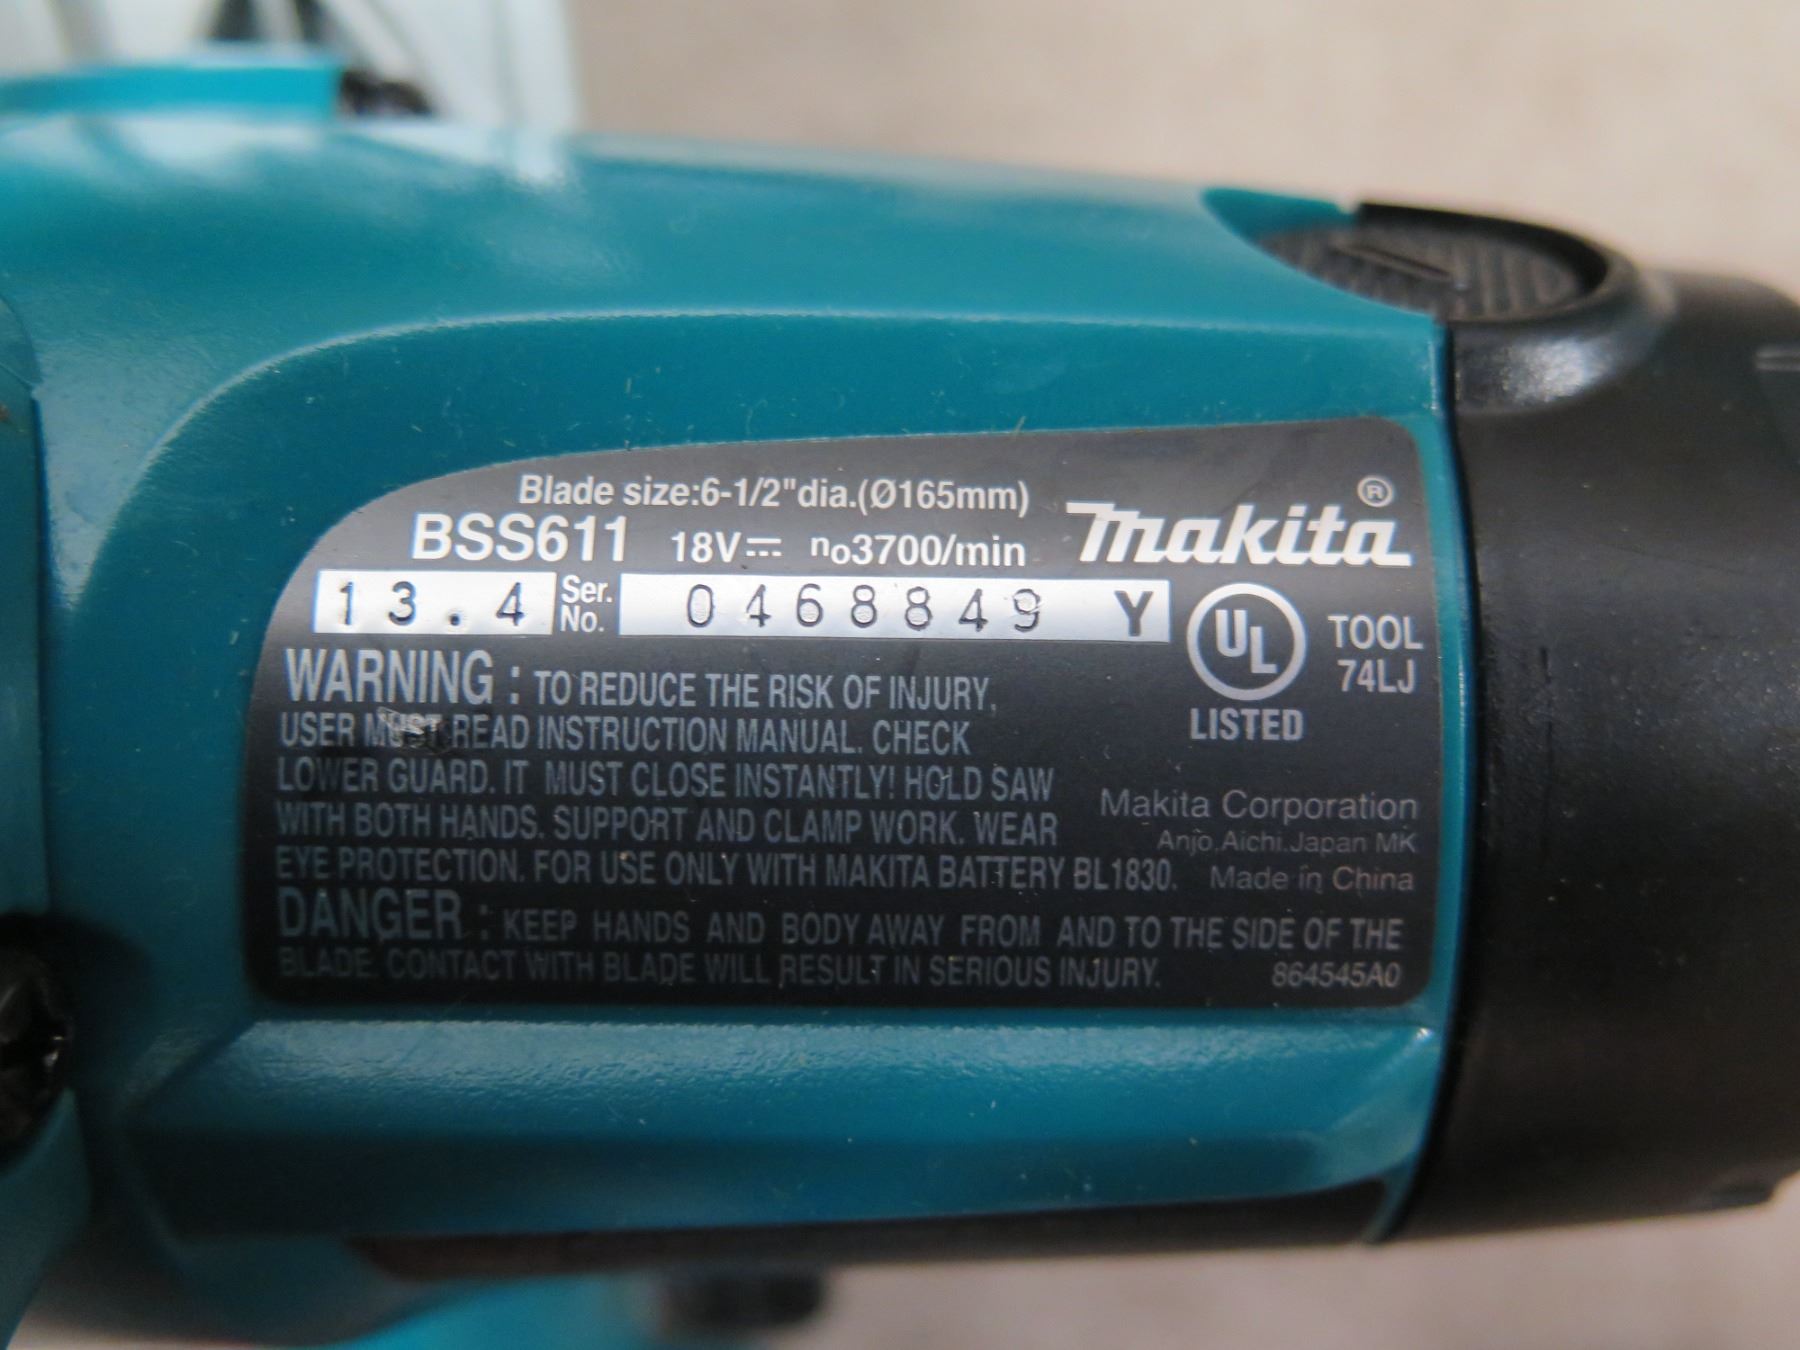 Blade size:6-1/2"dia.(Ø165mm)
BSS611 18V⎓ n₀3700/min makita®
13.4 Ser. No. 0468849 Y
UL LISTED TOOL 74LJ
WARNING : TO REDUCE THE RISK OF INJURY,
USER MUST READ INSTRUCTION MANUAL. CHECK
LOWER GUARD. IT MUST CLOSE INSTANTLY! HOLD SAW
WITH BOTH HANDS. SUPPORT AND CLAMP WORK. WEAR
EYE PROTECTION. FOR USE ONLY WITH MAKITA BATTERY BL1830.
Makita Corporation
Anjo,Aichi,Japan MK
Made in China
DANGER : KEEP HANDS AND BODY AWAY FROM AND TO THE SIDE OF THE
BLADE. CONTACT WITH BLADE WILL RESULT IN SERIOUS INJURY.
864545A0